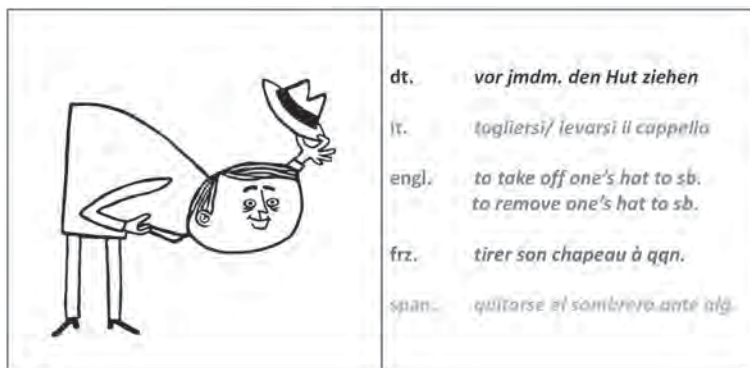 dt. vor jmdm. den Hut ziehen
it. togliersi/ levarsi il cappello
engl. to take off one's hat to sb.
to remove one's hat to sb.
frz. tirer son chapeau à qqn.
span. quitarse el sombrero ante alg.